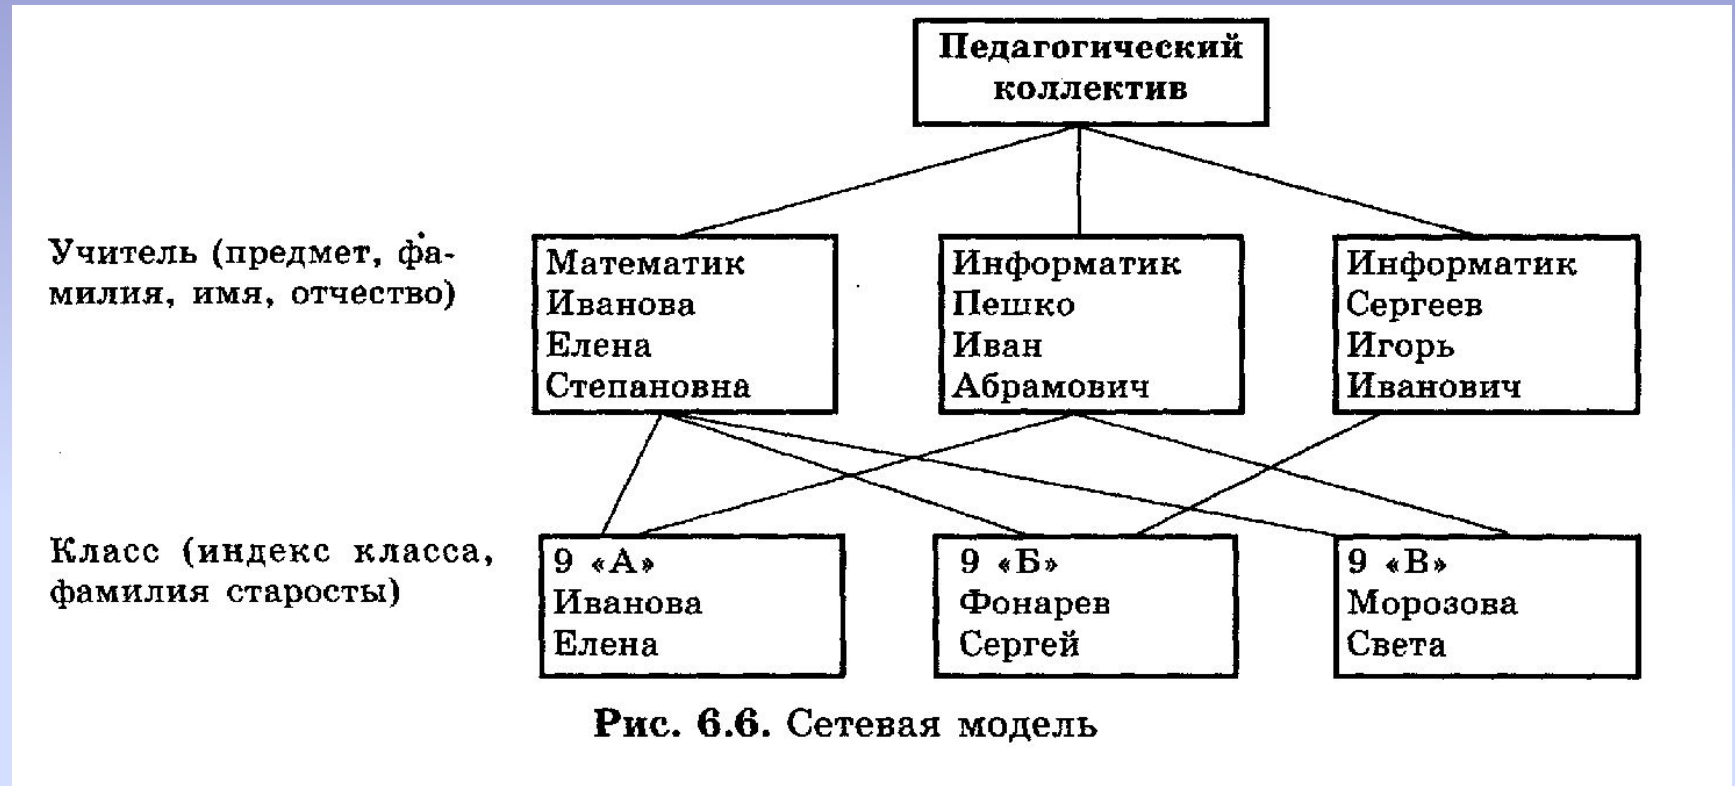 Педагогический
коллектив
Учитель (предмет, фа-
милия, имя, отчество)
Математик
Иванова
Елена
Степановна
Информатик
Пешко
Иван
Абрамович
Информатик
Сергеев
Игорь
Иванович
Класс (индекс класса,
фамилия старосты)
9 «А»
Иванова
Елена
9 «Б»
Фонарев
Сергей
9 «В»
Морозова
Света
Рис. 6.6. Сетевая модель